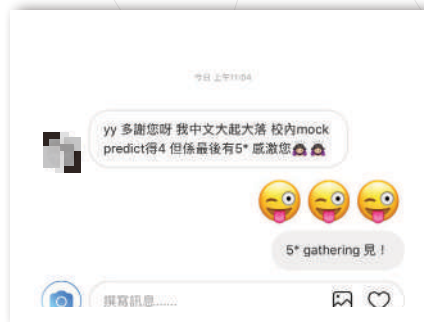 今日 上午11:04
yy 多謝您呀 我中文大起大落 校內mock
predict得4 但係最後有5* 感激您🙇🏻‍♀️🙇🏻‍♀️
😜😜😜
5* gathering 見！
撰寫訊息......